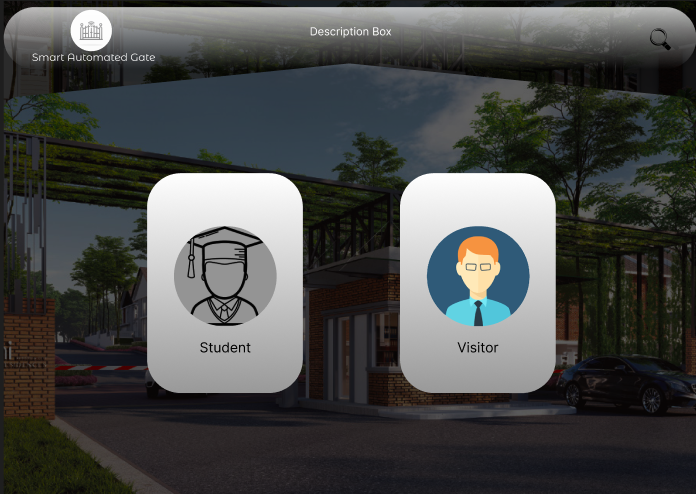 Description Box
Smart Automated Gate
Student
Visitor